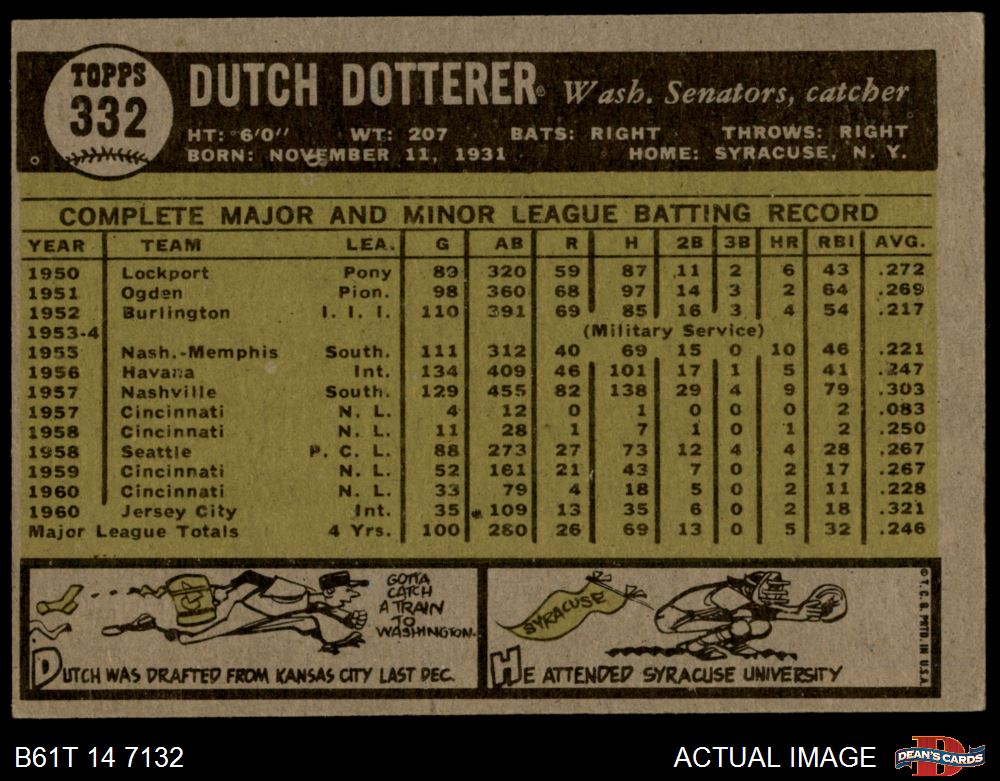 TOPPS
332
DUTCH DOTTERER Wash. Senators, catcher
HT: 6'0" WT: 207 BATS: RIGHT THROWS: RIGHT
BORN: NOVEMBER 11, 1931 HOME: SYRACUSE, N. Y.
COMPLETE MAJOR AND MINOR LEAGUE BATTING RECORD
YEAR TEAM LEA. G AB R H 2B 3B HR RBI AVG.
1950 Lockport Pony 89 320 59 87 11 2 6 43 .272
1951 Ogden Pion. 98 360 68 97 14 3 2 64 .269
1952 Burlington I. I. I. 110 391 69 85 16 3 4 54 .217
1953-4 (Military Service)
1955 Nash.-Memphis South. 111 312 40 69 15 0 10 46 .221
1956 Havana Int. 134 409 46 101 17 1 5 41 .247
1957 Nashville South. 129 455 82 138 29 4 9 79 .303
1957 Cincinnati N. L. 4 12 0 1 0 0 0 2 .083
1958 Cincinnati N. L. 11 28 1 7 1 0 1 2 .250
1958 Seattle P. C. L. 88 273 27 73 12 4 4 28 .267
1959 Cincinnati N. L. 52 161 21 43 7 0 2 17 .267
1960 Cincinnati N. L. 33 79 4 18 5 0 2 11 .228
1960 Jersey City Int. 35 109 13 35 6 0 2 18 .321
Major League Totals 4 Yrs. 100 280 26 69 13 0 5 32 .246
GOTTA
CATCH
A TRAIN
TO
WASHINGTON.
DUTCH WAS DRAFTED FROM KANSAS CITY LAST DEC.
SYRACUSE
HE ATTENDED SYRACUSE UNIVERSITY
© T. C. G. PRTD. IN U.S.A.
B61T 14 7132 ACTUAL IMAGE
D
DEAN'S CARDS